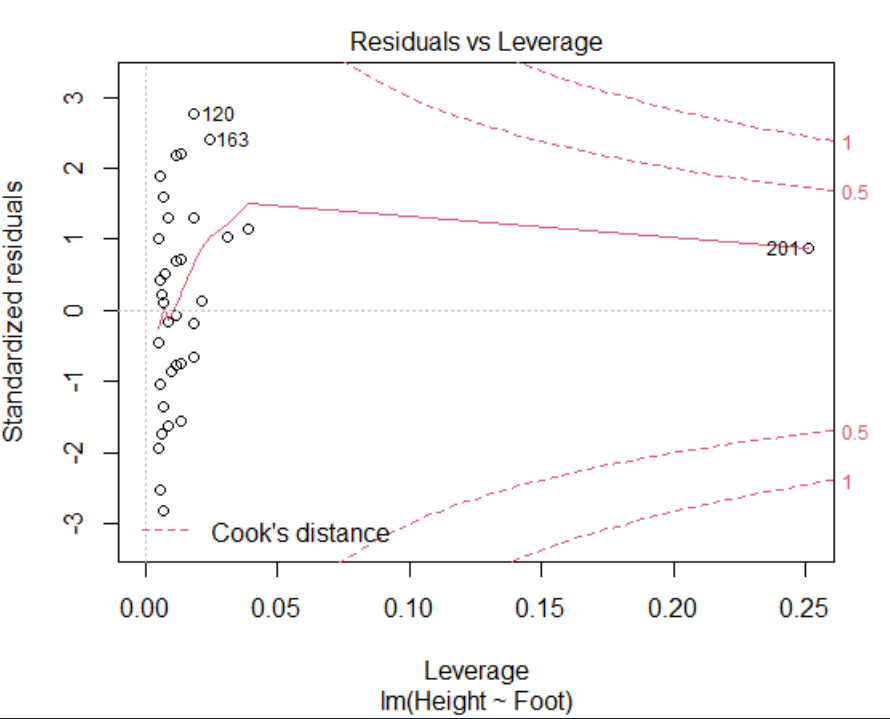 Residuals vs Leverage
Standardized residuals
3
2
1
0
-1
-2
-3
120
163
201
1
0.5
0.5
1
Cook's distance
0.00 0.05 0.10 0.15 0.20 0.25
Leverage
lm(Height ~ Foot)